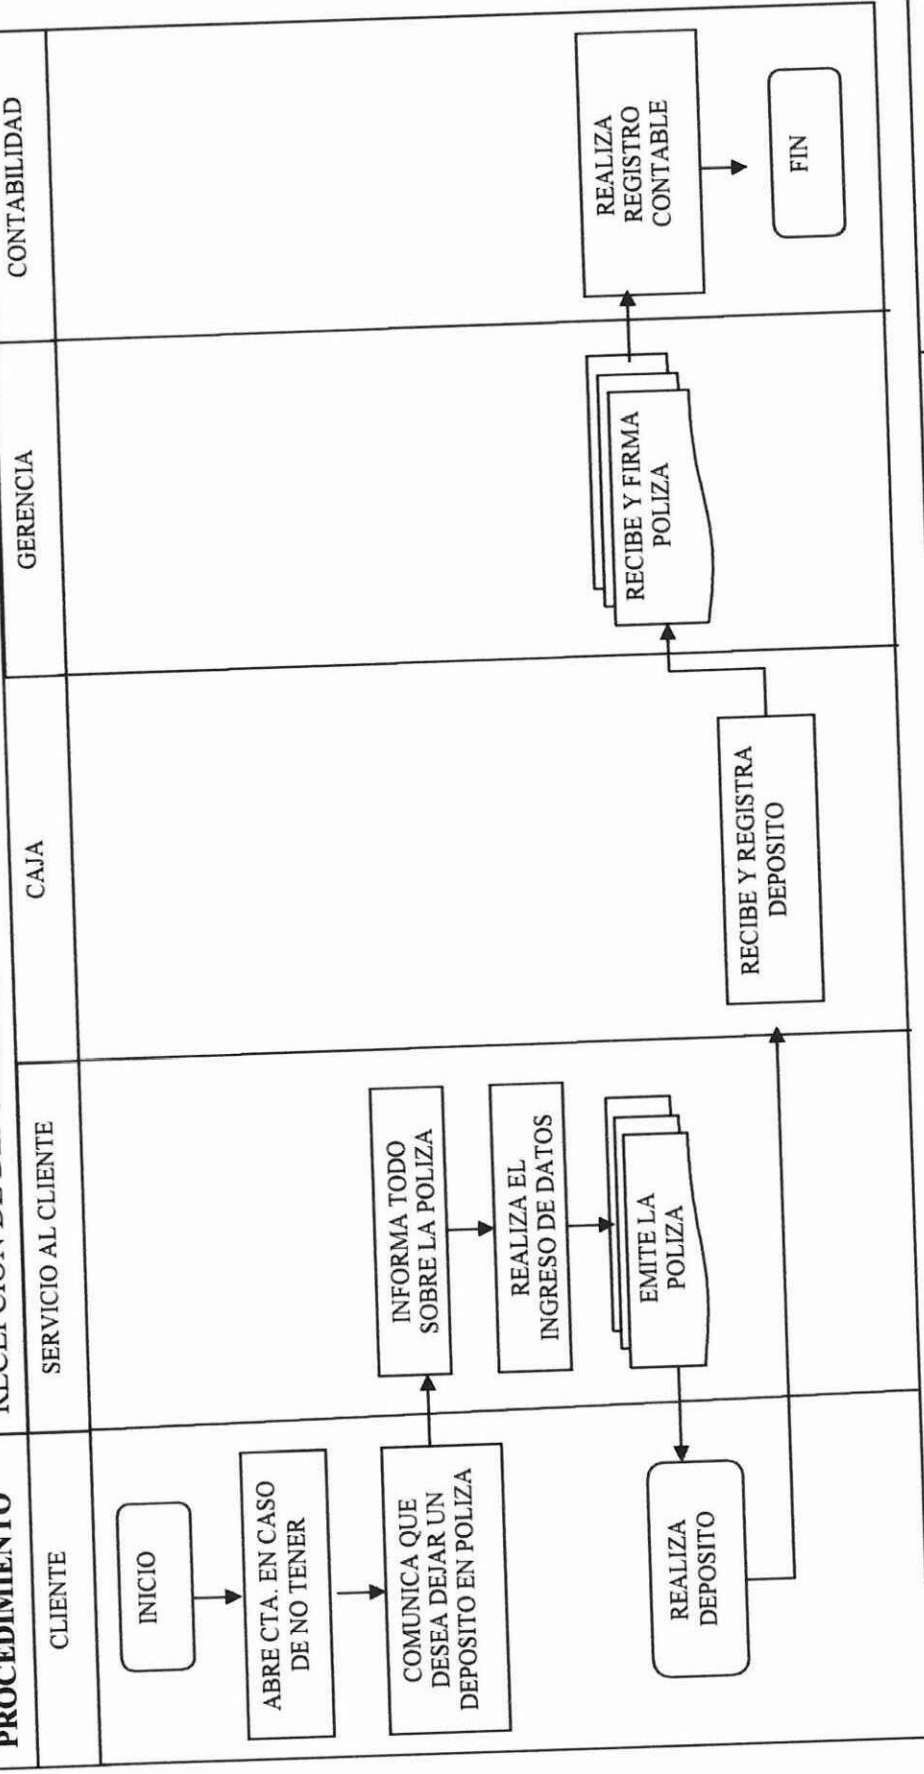 PROCEDIMIENTO
CLIENTE
SERVICIO AL CLIENTE
CAJA
GERENCIA
CONTABILIDAD
INICIO
ABRE CTA. EN CASO
DE NO TENER
COMUNICA QUE
DESEA DEJAR UN
DEPOSITO EN POLIZA
INFORMA TODO
SOBRE LA POLIZA
REALIZA EL
INGRESO DE DATOS
EMITE LA
POLIZA
REALIZA
DEPOSITO
RECIBE Y REGISTRA
DEPOSITO
RECIBE Y FIRMA
POLIZA
REALIZA
REGISTRO
CONTABLE
FIN